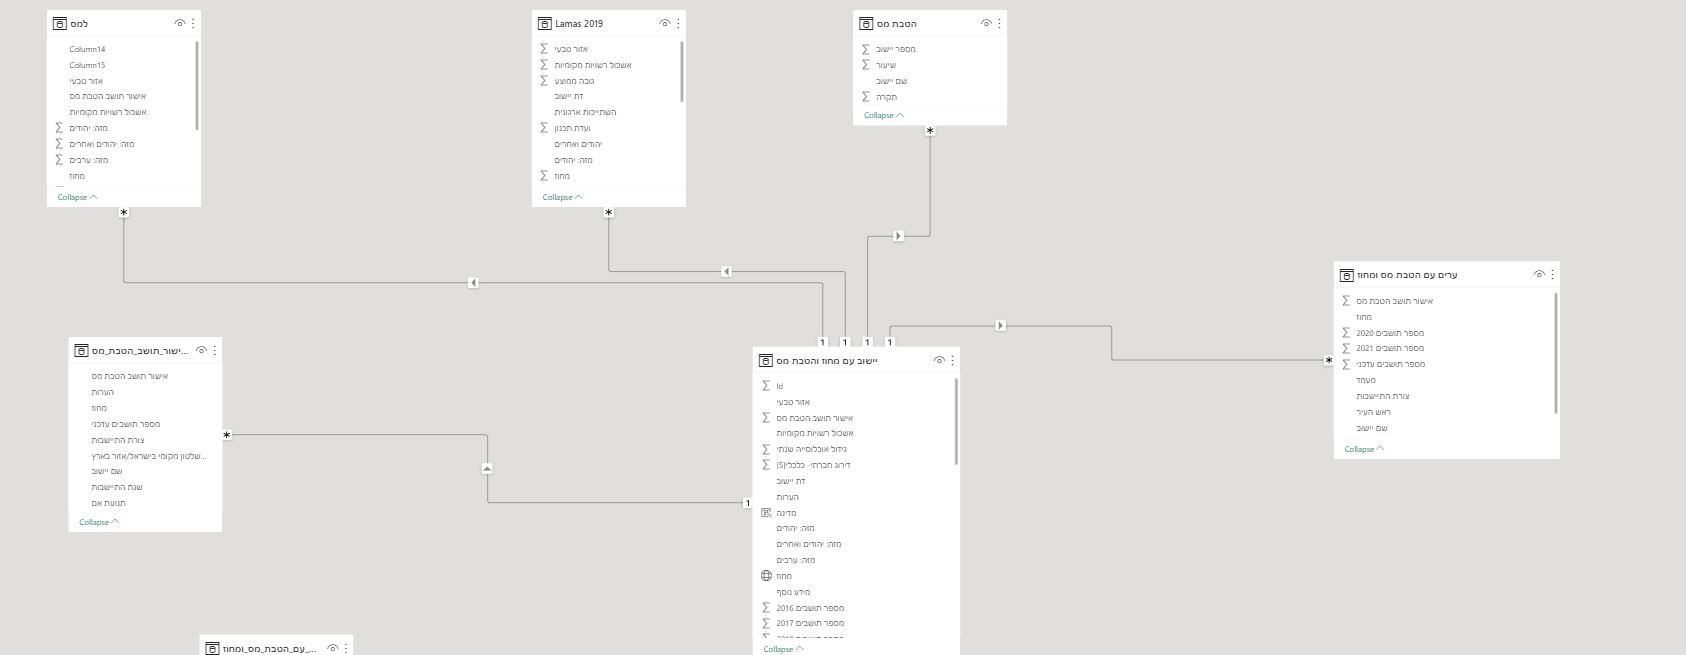 למס
Column14
Column15
אזור טבעי
אישור תושב הטבת מס
אשכול רשויות מקומיות
מזה: יהודים
מזה: יהודים ואחרים
מזה: ערבים
מחוז
Collapse
Lamas 2019
אזור טבעי
אשכול רשויות מקומיות
גובה ממוצע
דת יישוב
השתייכות ארגונית
ועדת תכנון
יהודים ואחרים
מזה: יהודים
מחוז
Collapse
הטבת מס
מספר יישוב
שיעור
שם יישוב
תקרה
Collapse
ערים עם הטבת מס ומחוז
אישור תושב הטבת מס
מחוז
מספר תושבים 2020
מספר תושבים 2021
מספר תושבים עדכני
מעמד
צורת התיישבות
ראש העיר
שם יישוב
Collapse
ישור_תושב_הטבת_מס...
אישור תושב הטבת מס
הערות
מחוז
מספר תושבים עדכני
צורת התיישבות
שלטון מקומי בישראל/אזור בארץ...
שם יישוב
שנת התיישבות
תנועת אם
Collapse
יישוב עם מחוז והטבת מס
Id
אזור טבעי
אישור תושב הטבת מס
אשכול רשויות מקומיות
גידול אוכלוסייה שנתי
דירוג חברתי- כלכלי[5]
דת יישוב
הערות
מדינה
מזה: יהודים
מזה: יהודים ואחרים
מזה: ערבים
מחוז
מידע נוסף
מספר תושבים 2016
מספר תושבים 2017
Collapse
_עם_הטבת_מס_ומחוז...
* * * * *
1 1 1 1 1